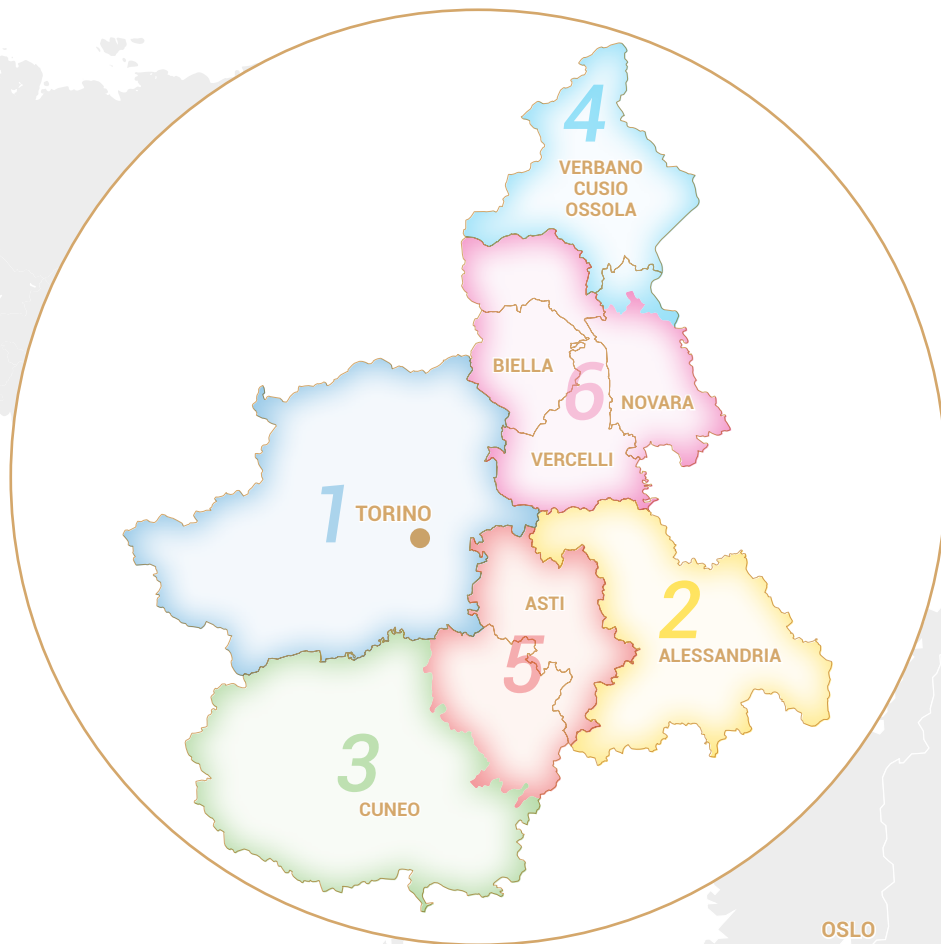 4
VERBANO
CUSIO
OSSOLA
BIELLA
6
NOVARA
VERCELLI
1
TORINO
ASTI
2
5
ALESSANDRIA
3
CUNEO
OSLO